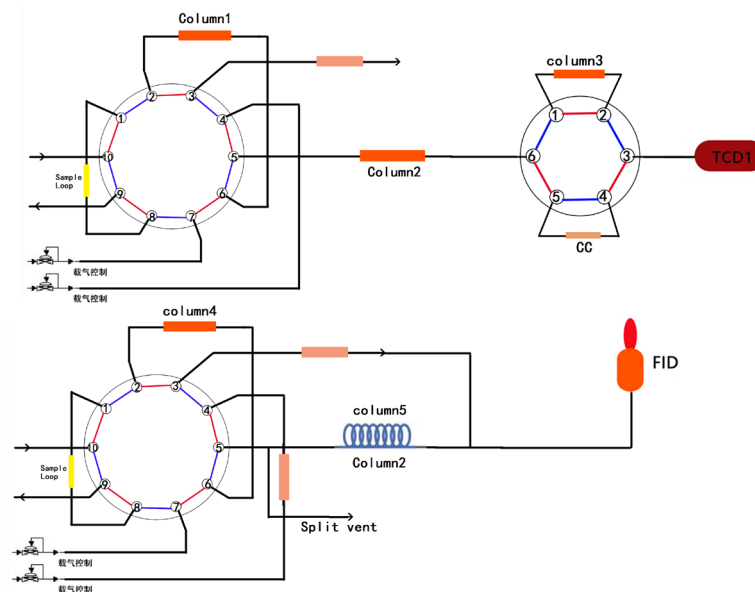 Column1
2
3
1
4
10
5
Sample
Loop
9
6
8
7
载气控制
载气控制
Column2
column3
1
2
6
3
5
4
CC
TCD1
column4
2
3
1
4
10
5
Sample
Loop
9
6
8
7
column5
Column2
Split vent
FID
载气控制
载气控制